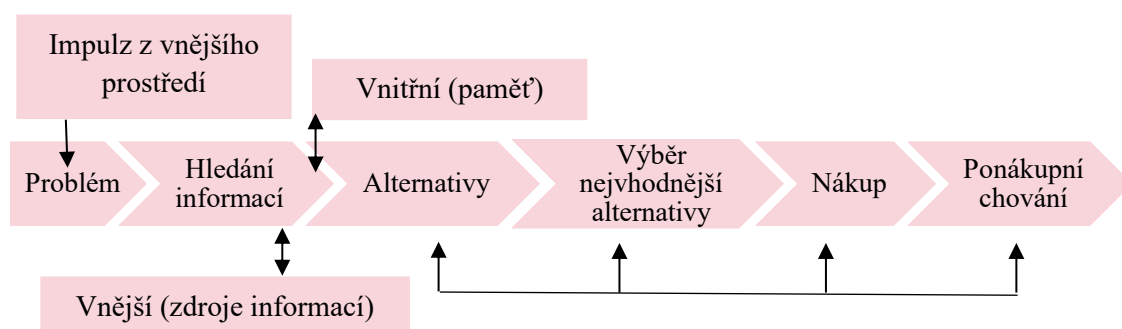 Impulz z vnějšího
prostředí
Vnitřní (paměť)
Problém
Hledání
informací
Alternativy
Výběr
nejvhodnější
alternativy
Nákup
Ponákupní
chování
Vnější (zdroje informací)